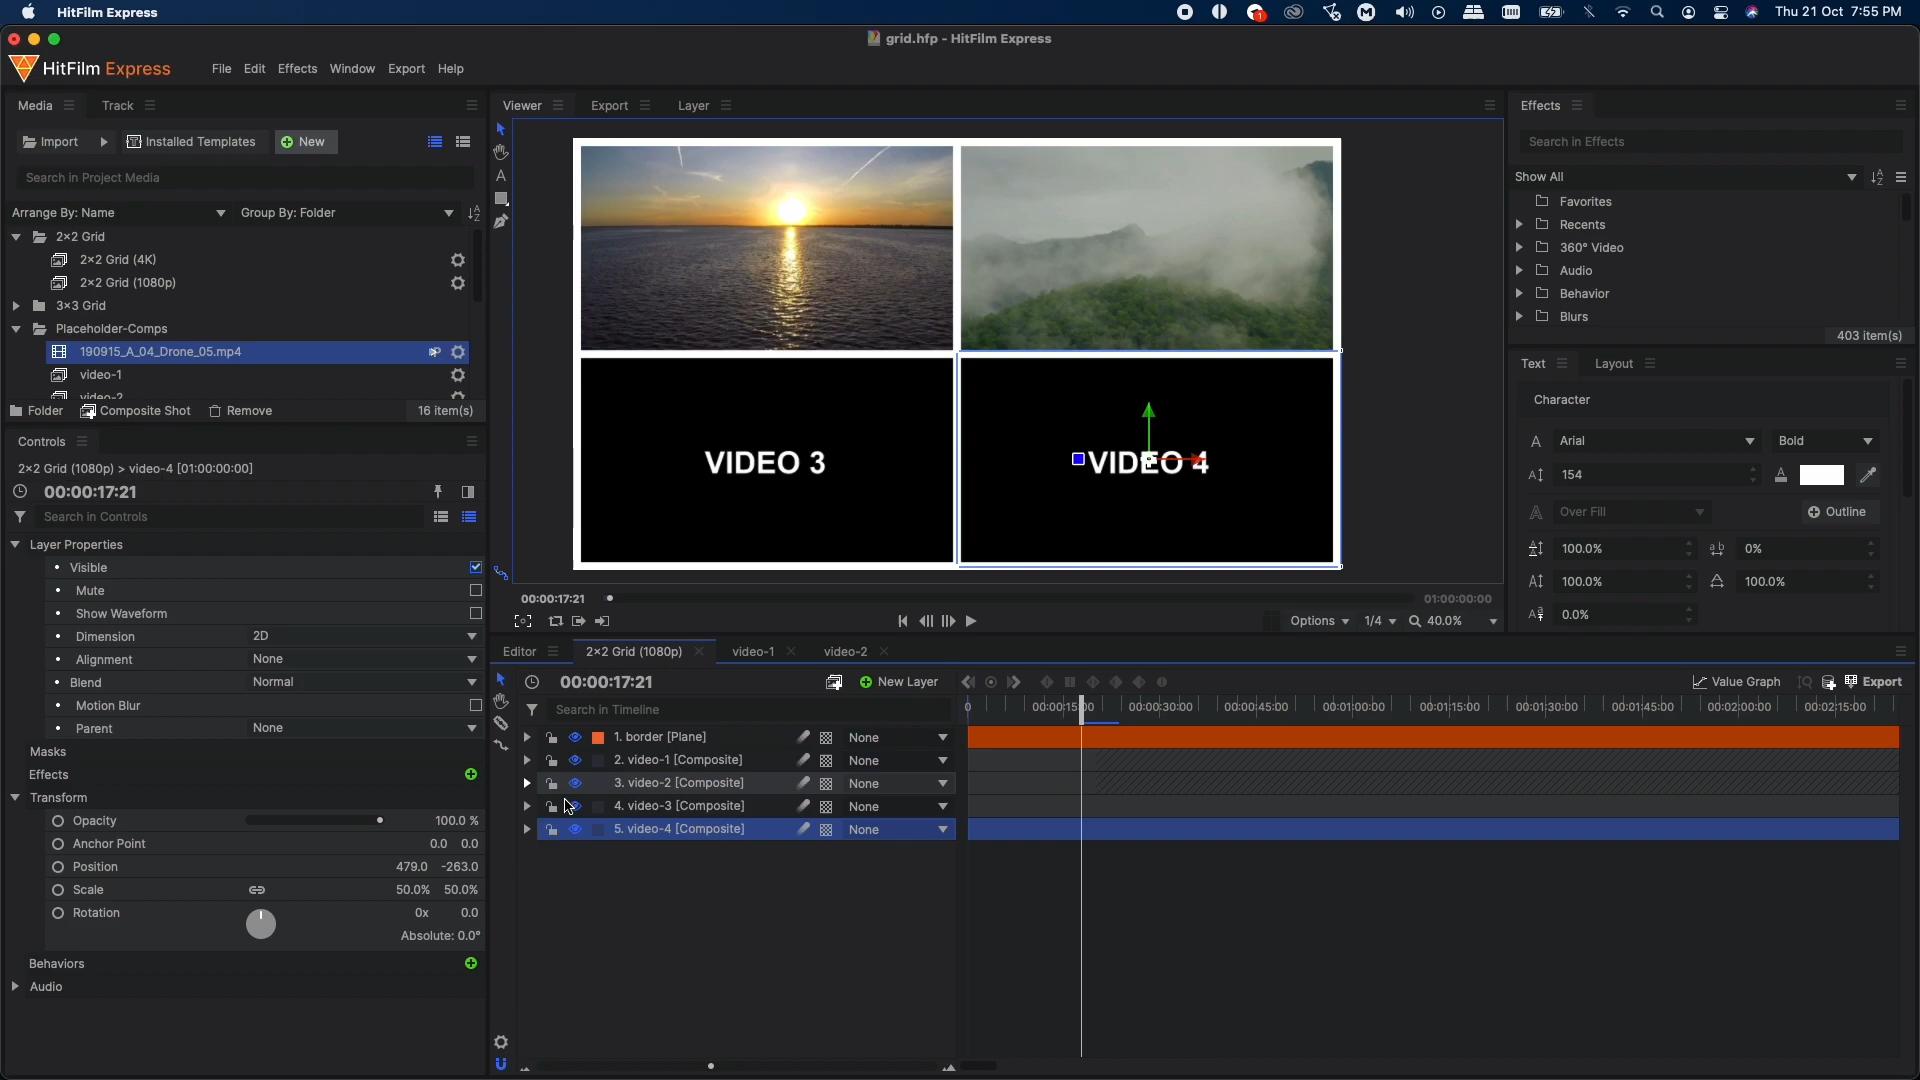 HitFilm Express
Thu 21 Oct 7:55 PM
grid.hfp - HitFilm Express
HitFilm Express
File Edit Effects Window Export Help
Media Track
Import Installed Templates New
Search in Project Media
Arrange By: Name Group By: Folder
2x2 Grid
2x2 Grid (4K)
2x2 Grid (1080p)
3x3 Grid
Placeholder-Comps
190915_A_04_Drone_05.mp4
video-1
video-2
Folder Composite Shot Remove 16 item(s)
Controls
2x2 Grid (1080p) > video-4 [01:00:00:00]
00:00:17:21
Search in Controls
Layer Properties
Visible
Mute
Show Waveform
Dimension 2D
Alignment None
Blend Normal
Motion Blur
Parent None
Masks
Effects
Transform
Opacity 100.0 %
Anchor Point 0.0 0.0
Position 479.0 -263.0
Scale 50.0% 50.0%
Rotation 0x 0.0
Absolute: 0.0°
Behaviors
Audio
Viewer Export Layer
VIDEO 3
VIDEO 4
00:00:17:21 01:00:00:00
Options 1/4 40.0%
Editor 2x2 Grid (1080p) video-1 video-2
00:00:17:21 New Layer Value Graph Export
Search in Timeline
0 00:00:15:00 00:00:30:00 00:00:45:00 00:01:00:00 00:01:15:00 00:01:30:00 00:01:45:00 00:02:00:00 00:02:15:00
1. border [Plane] None
2. video-1 [Composite] None
3. video-2 [Composite] None
4. video-3 [Composite] None
5. video-4 [Composite] None
Effects
Search in Effects
Show All
Favorites
Recents
360° Video
Audio
Behavior
Blurs
403 item(s)
Text Layout
Character
Arial Bold
154
Over Fill Outline
100.0% 0%
100.0% 100.0%
0.0%